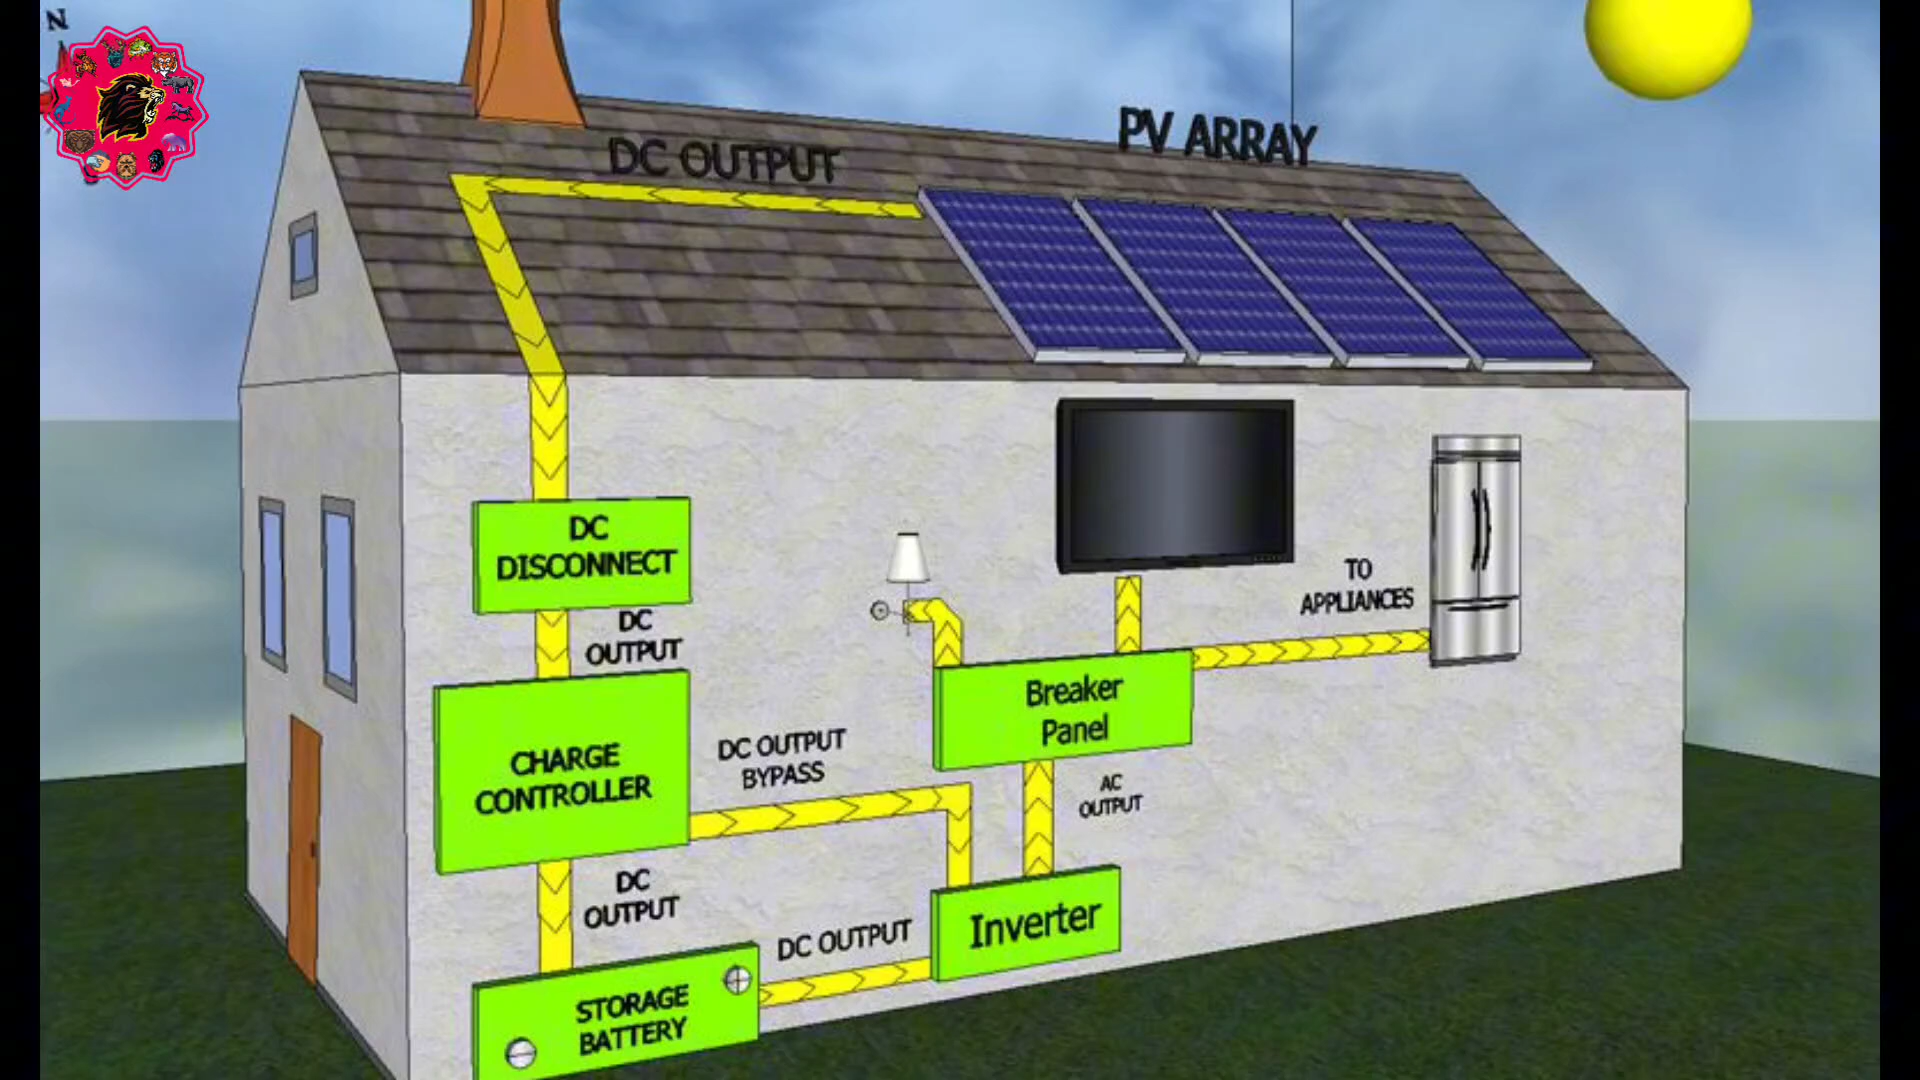 N
PV ARRAY
DC OUTPUT
DC
DISCONNECT
DC
OUTPUT
TO
APPLIANCES
Breaker
Panel
CHARGE
CONTROLLER
DC OUTPUT
BYPASS
AC
OUTPUT
DC
OUTPUT
DC OUTPUT
Inverter
STORAGE
BATTERY